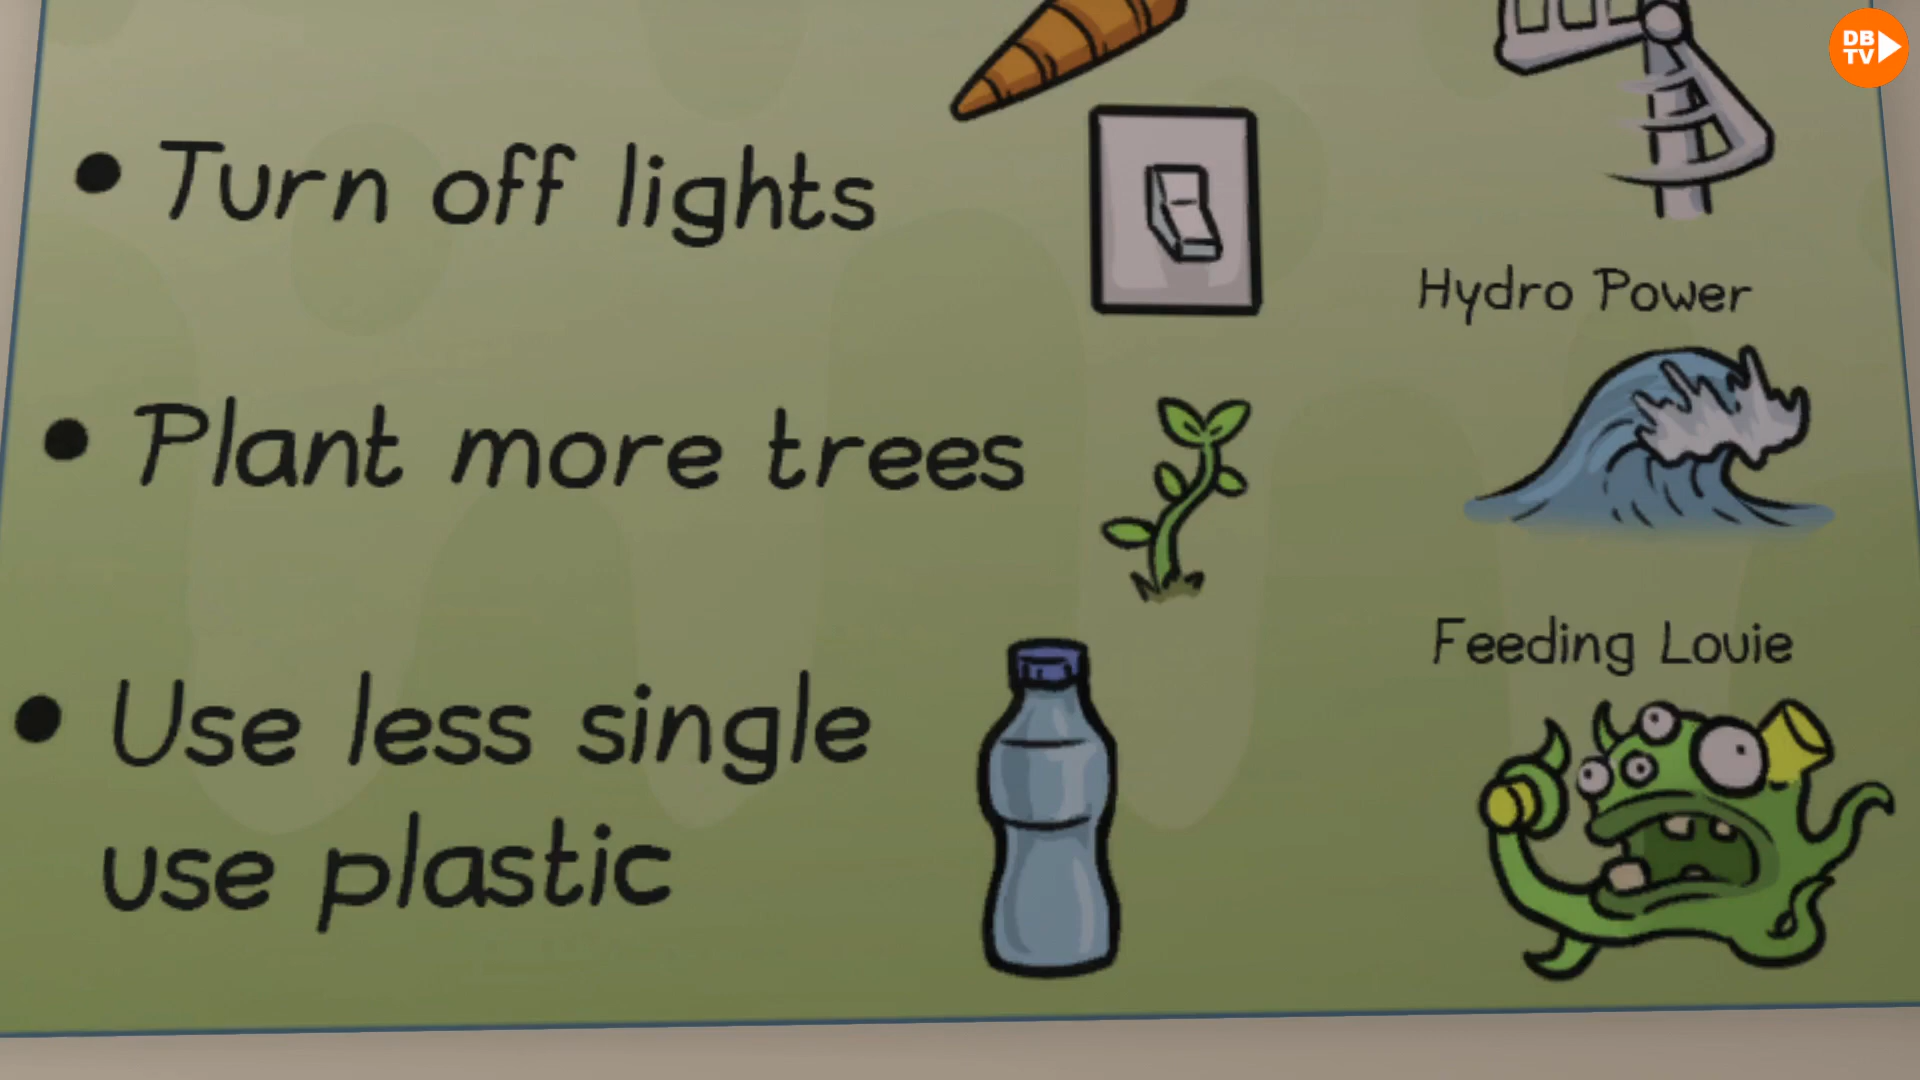 DB
TV
• Turn off lights
Hydro Power
• Plant more trees
Feeding Louie
• Use less single
use plastic